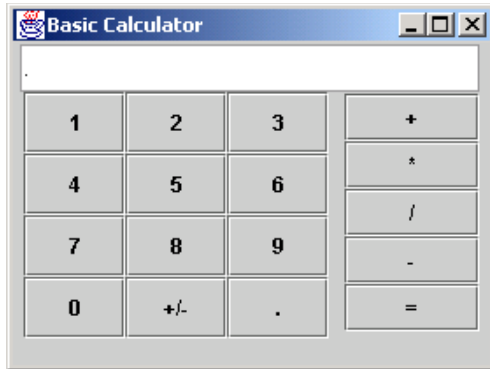 Basic Calculator
.
1 2 3 +
4 5 6 *
7 8 9 /
0 +/- . -
=